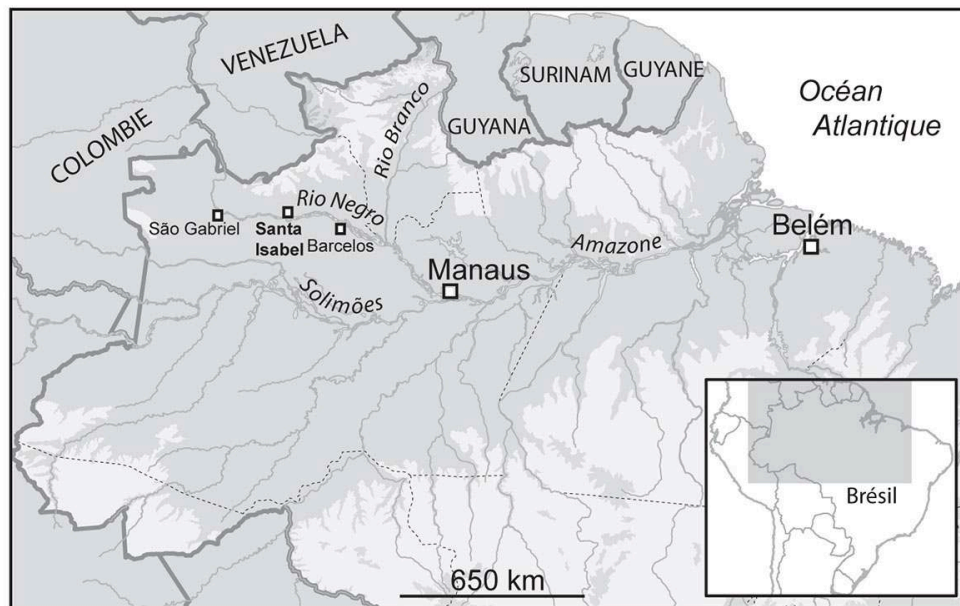 VENEZUELA
SURINAM
GUYANE
Océan
Atlantique
COLOMBIE
Rio Branco
GUYANA
Rio Negro
São Gabriel
Santa
Isabel
Barcelos
Amazone
Belém
Manaus
Solimões
Brésil
650 km